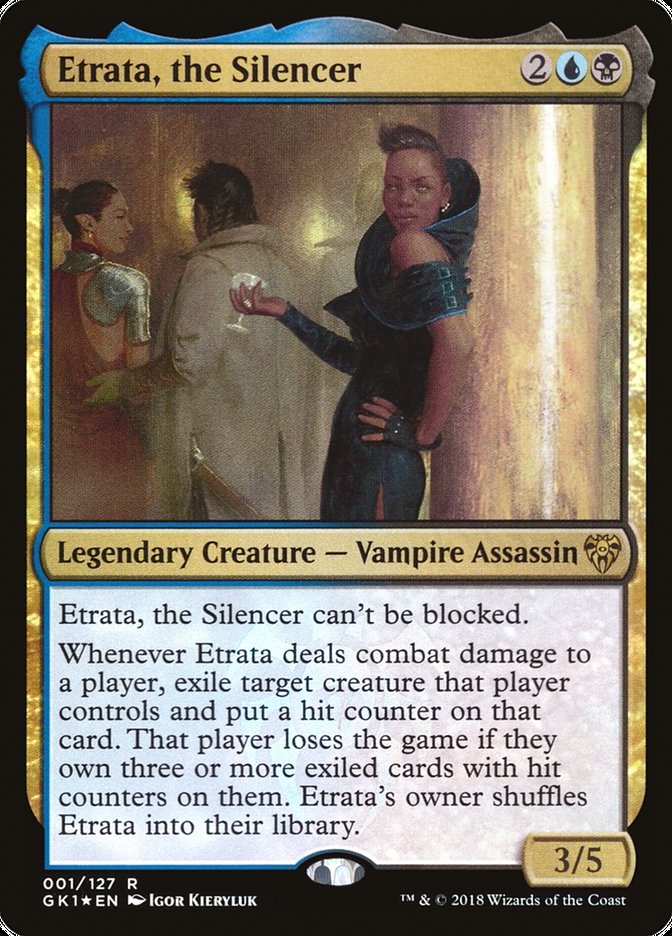 Etrata, the Silencer 2
Legendary Creature — Vampire Assassin
Etrata, the Silencer can't be blocked.
Whenever Etrata deals combat damage to
a player, exile target creature that player
controls and put a hit counter on that
card. That player loses the game if they
own three or more exiled cards with hit
counters on them. Etrata's owner shuffles
Etrata into their library.
3/5
001/127 R
GK1★EN Igor Kieryluk
™ & © 2018 Wizards of the Coast